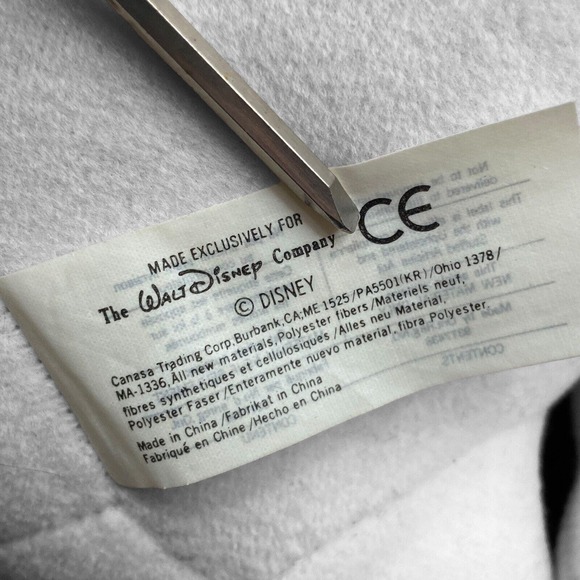 MADE EXCLUSIVELY FOR
The WALT DISNEY Company CE
© DISNEY
Canasa Trading Corp. Burbank, CA:ME 1525/PA5501(KR)/Ohio 1378/
MA-1336, All new materials, Polyester fibers/Materiels neuf,
fibres synthetiques et cellulosiques/Alles neu Material,
Polyester Faser/Enteramente nuevo material, fibra Polyester,
Made in China/Fabrikat in China
Fabriqué en Chine/Hecho en China